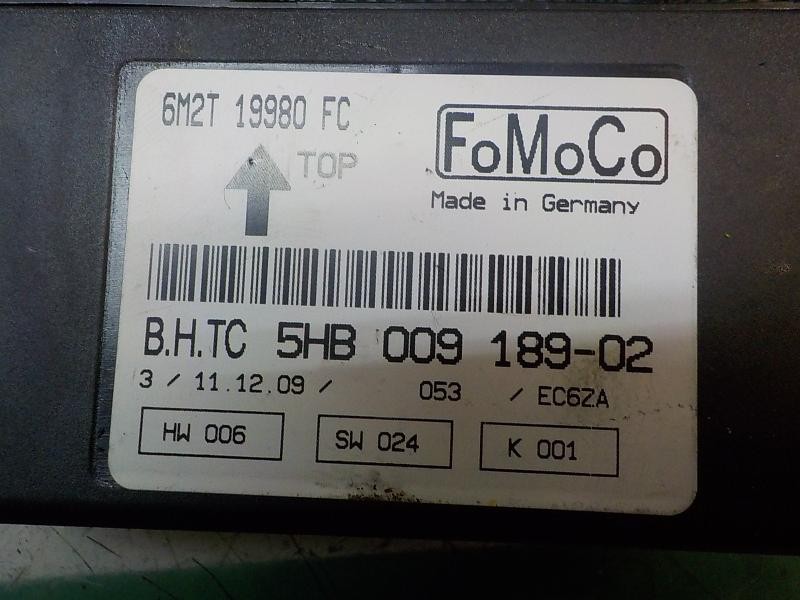 6M2T 19980 FC
TOP
FoMoCo
Made in Germany
B.H.TC 5HB 009 189-02
3 / 11.12.09 / 053 / EC6ZA
HW 006
SW 024
K 001